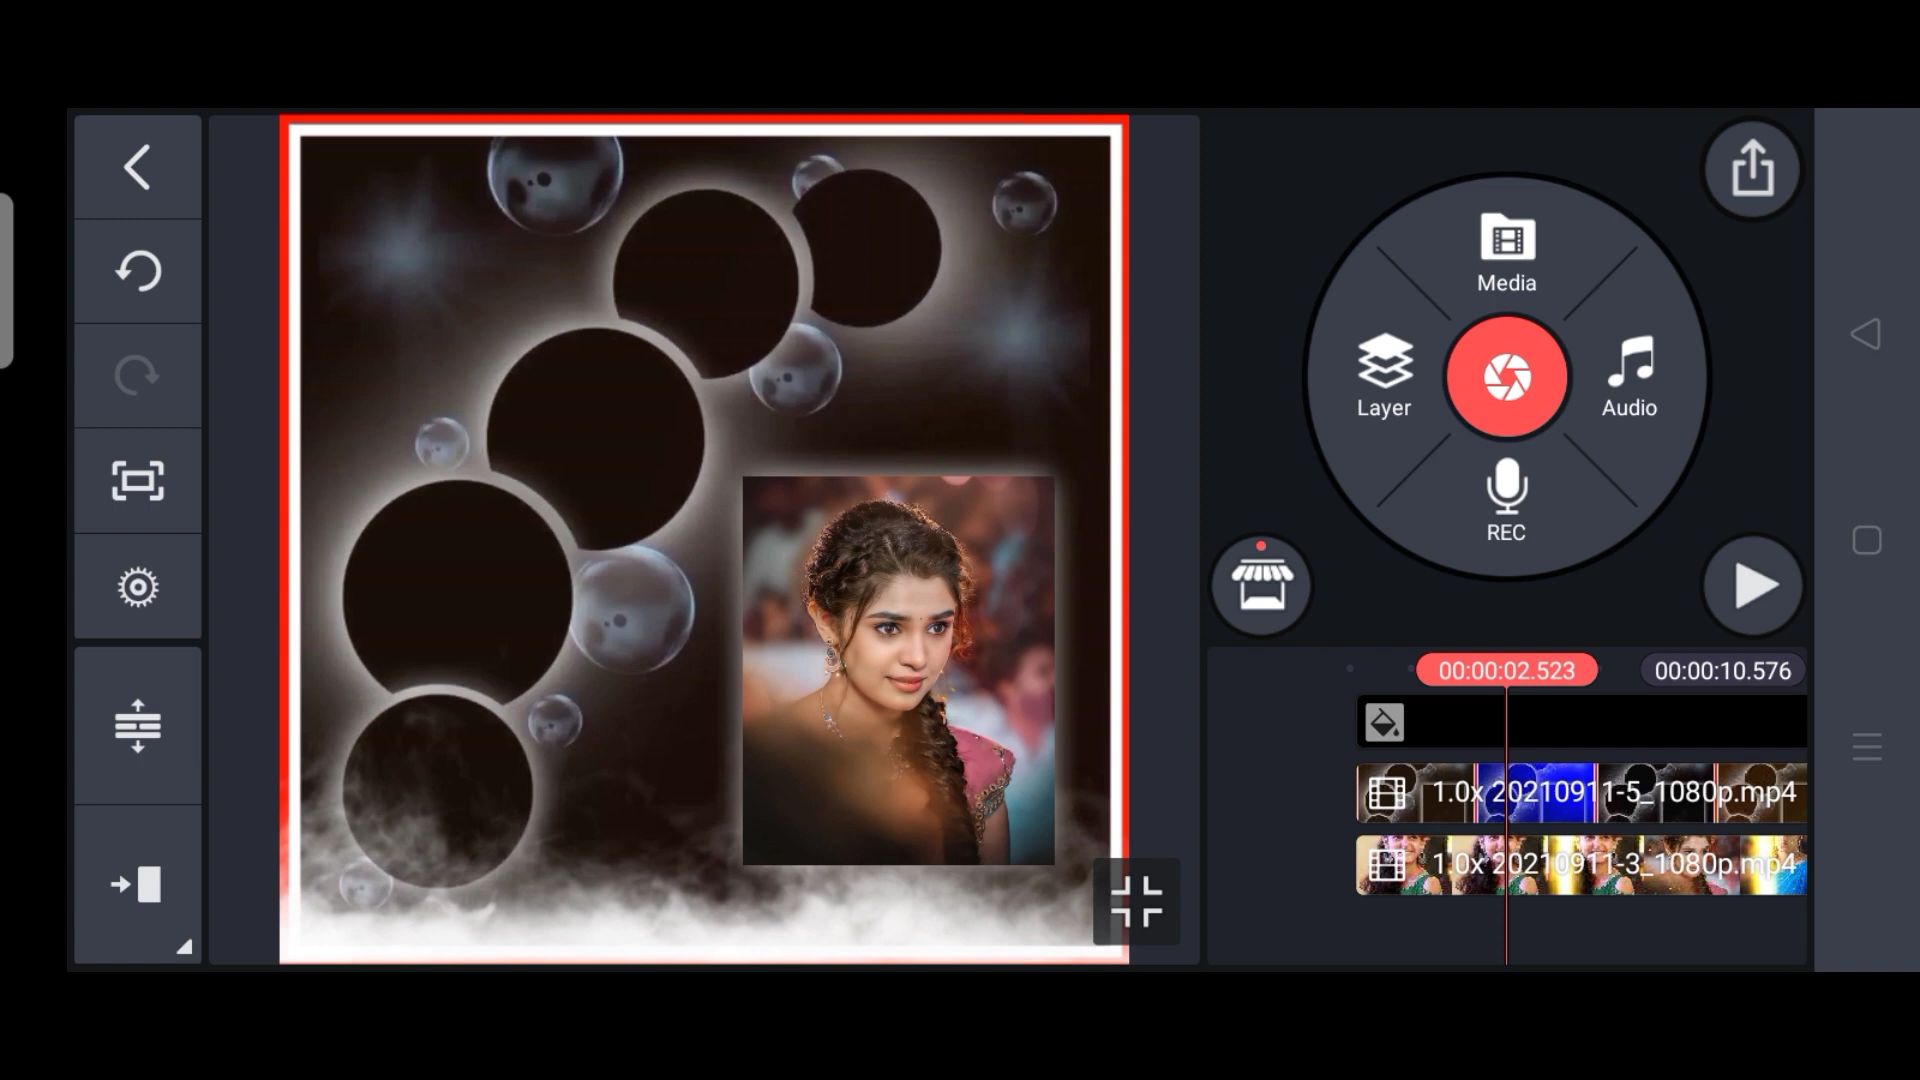 Media
Layer
Audio
REC
00:00:02.523
00:00:10.576
1.0x 20210911-5_1080p.mp4
1.0x 20210911-3_1080p.mp4